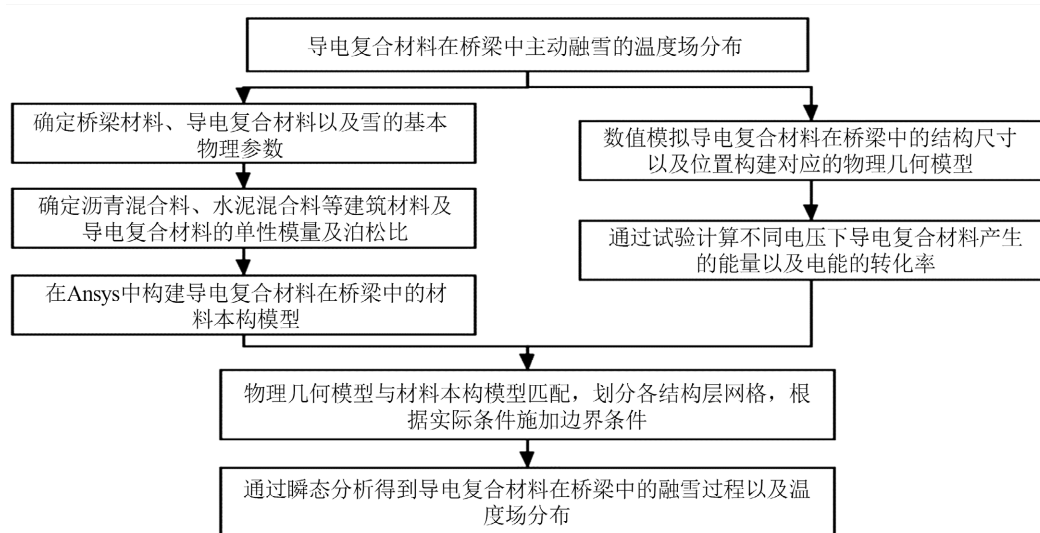 导电复合材料在桥梁中主动融雪的温度场分布
确定桥梁材料、导电复合材料以及雪的基本
物理参数
确定沥青混合料、水泥混合料等建筑材料及
导电复合材料的单性模量及泊松比
在Ansys中构建导电复合材料在桥梁中的材
料本构模型
数值模拟导电复合材料在桥梁中的结构尺寸
以及位置构建对应的物理几何模型
通过试验计算不同电压下导电复合材料产生
的能量以及电能的转化率
物理几何模型与材料本构模型匹配，划分各结构层网格，根
据实际条件施加边界条件
通过瞬态分析得到导电复合材料在桥梁中的融雪过程以及温
度场分布